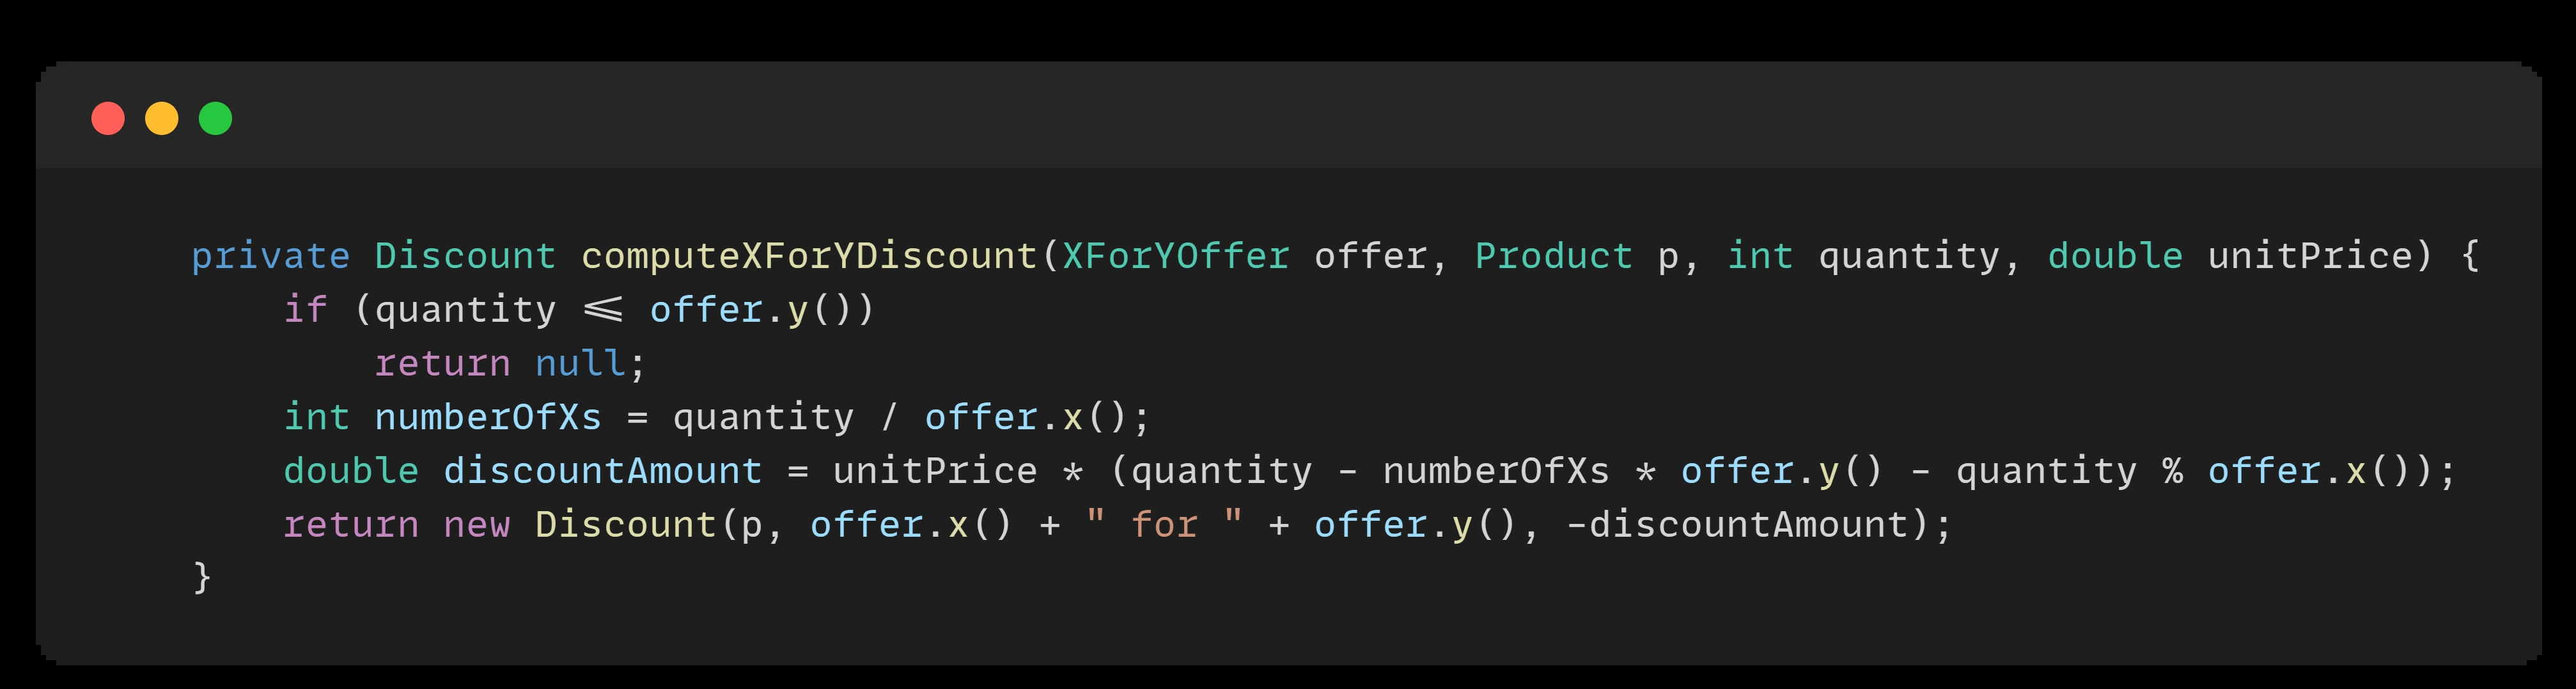 private Discount computeXForYDiscount(XForYOffer offer, Product p, int quantity, double unitPrice) {
    if (quantity <= offer.y())
        return null;
    int numberOfXs = quantity / offer.x();
    double discountAmount = unitPrice * (quantity - numberOfXs * offer.y() - quantity % offer.x());
    return new Discount(p, offer.x() + " for " + offer.y(), -discountAmount);
}